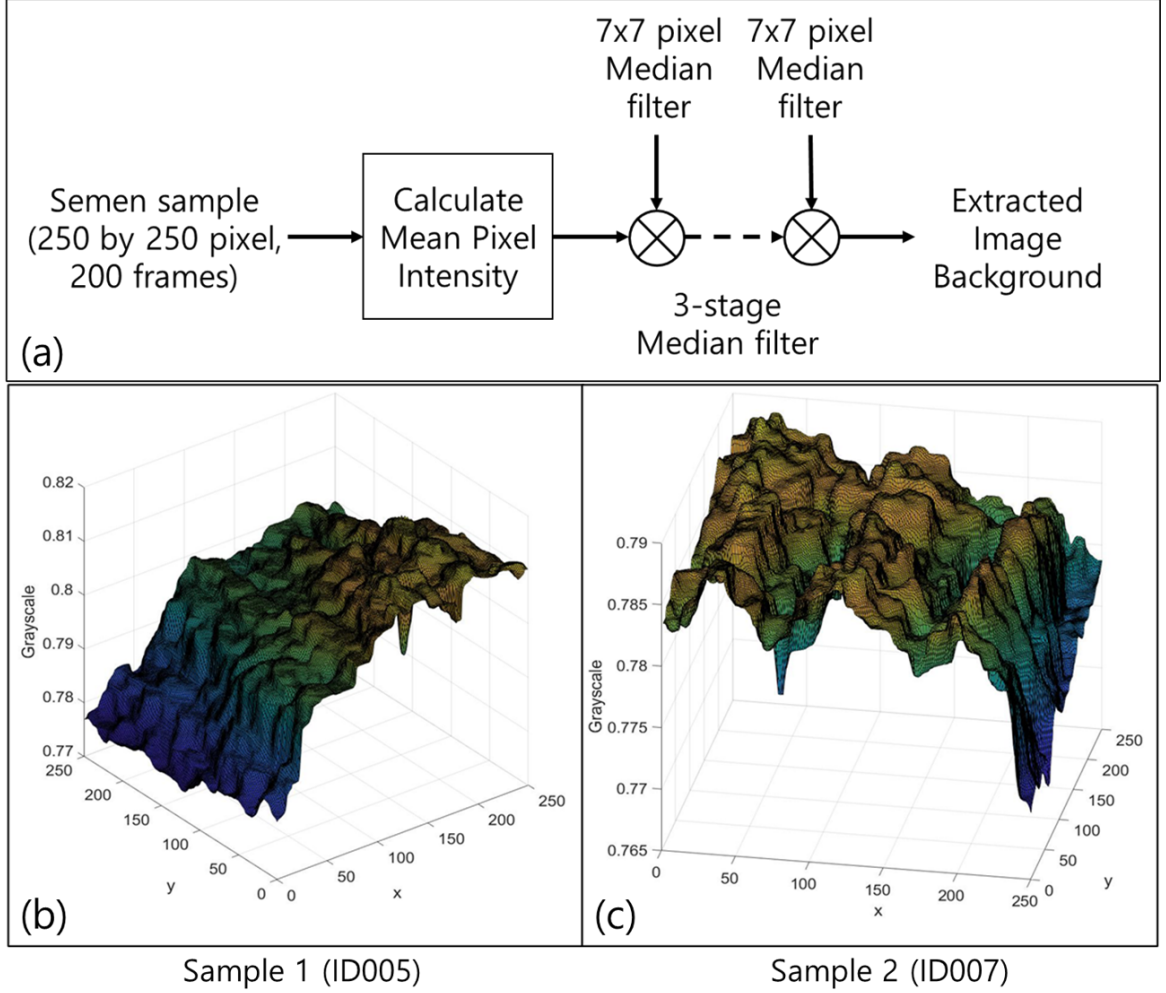 7x7 pixel
Median
filter
7x7 pixel
Median
filter
Semen sample
(250 by 250 pixel,
200 frames)
Calculate
Mean Pixel
Intensity
Extracted
Image
Background
3-stage
Median filter
(a)
0.82
0.81
0.8
0.79
0.78
0.77
Grayscale
250
200
150
100
50
0
y
0
50
100
150
200
250
x
(b)
0.79
0.785
0.78
0.775
0.77
0.765
Grayscale
0
50
100
150
200
250
x
0
50
100
150
200
250
y
(c)
Sample 1 (ID005)
Sample 2 (ID007)